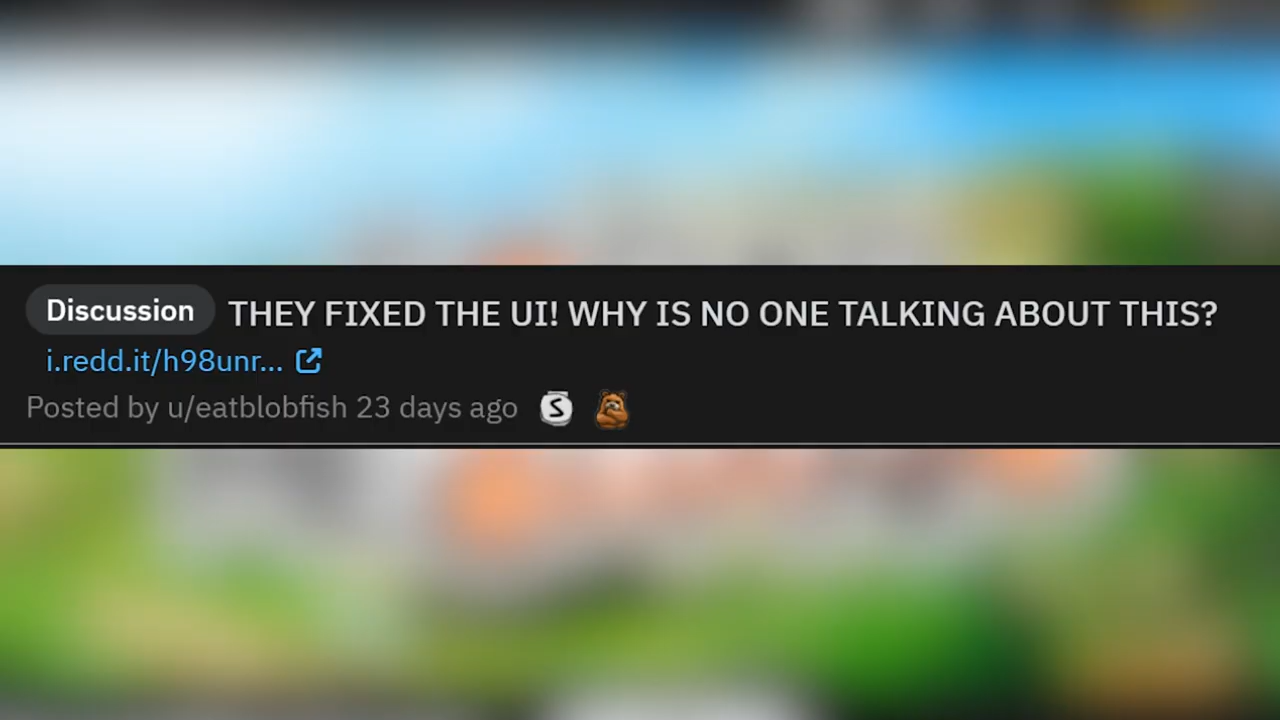 Discussion THEY FIXED THE UI! WHY IS NO ONE TALKING ABOUT THIS?
i.redd.it/h98unr...
Posted by u/eatblobfish 23 days ago S